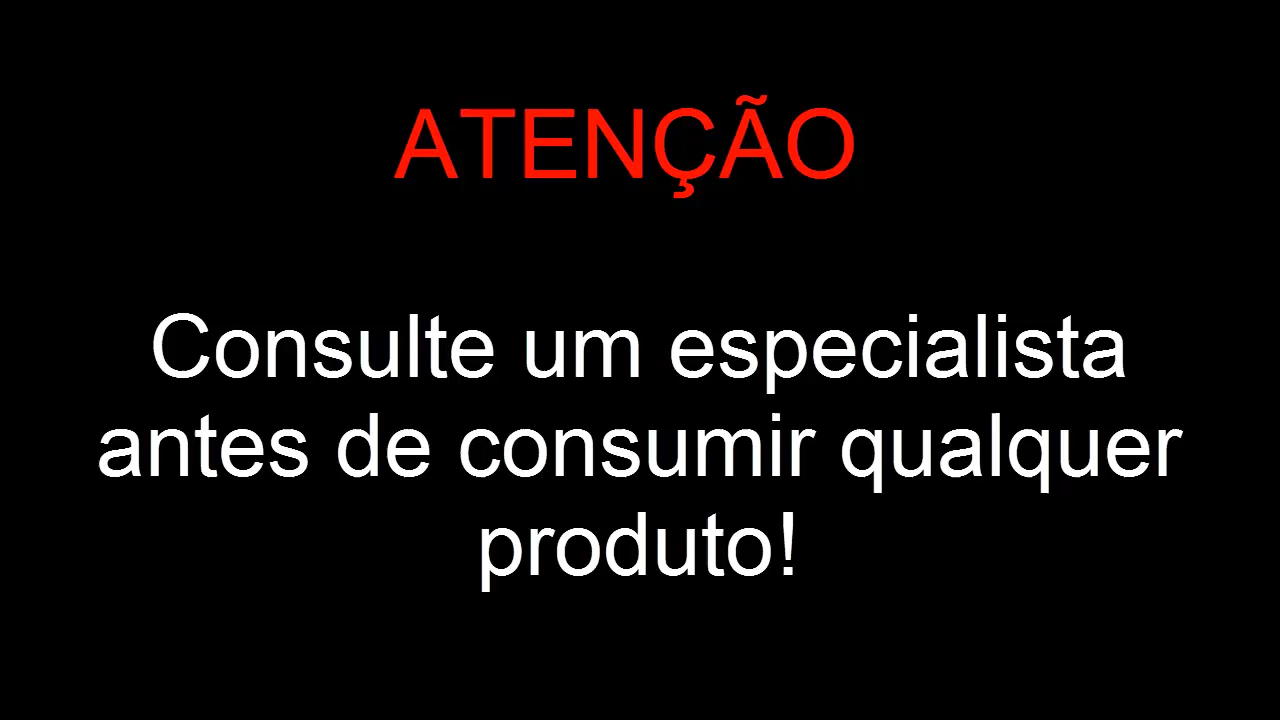 ATENÇÃO
Consulte um especialista
antes de consumir qualquer
produto!